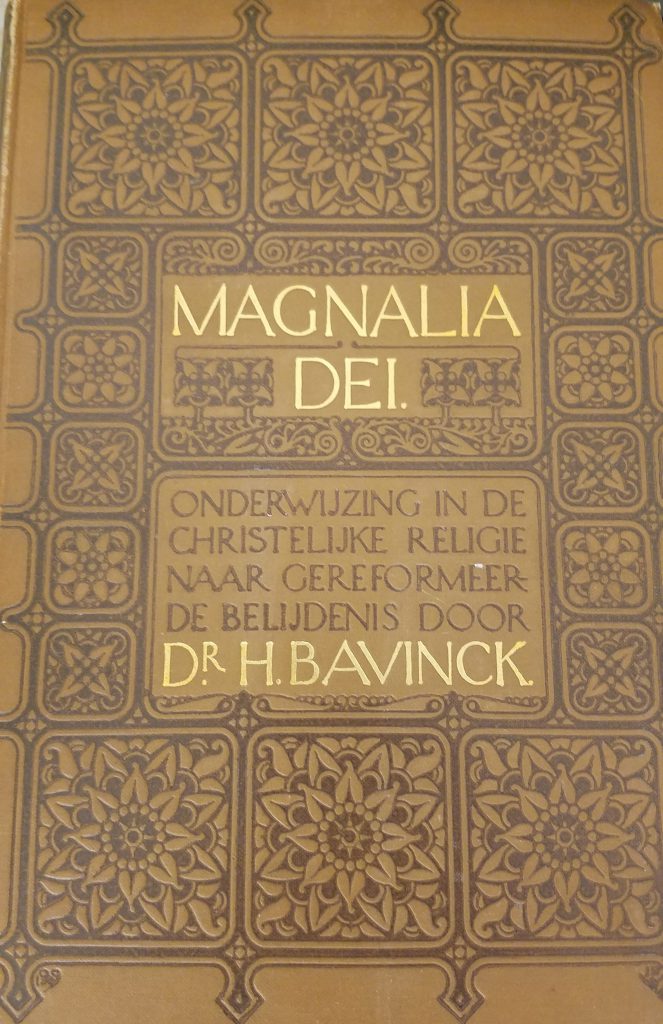 MAGNALIA
DEI.
ONDERWIJZING IN DE
CHRISTELIJKE RELIGIE
NAAR GEREFORMEER-
DE BELIJDENIS DOOR
DR. H. BAVINCK.